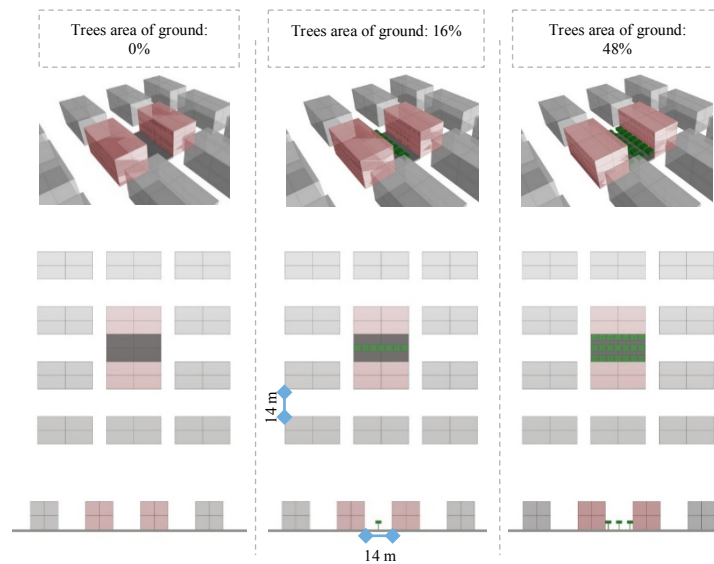 Trees area of ground:
0%
Trees area of ground: 16%
Trees area of ground:
48%
14 m
14 m